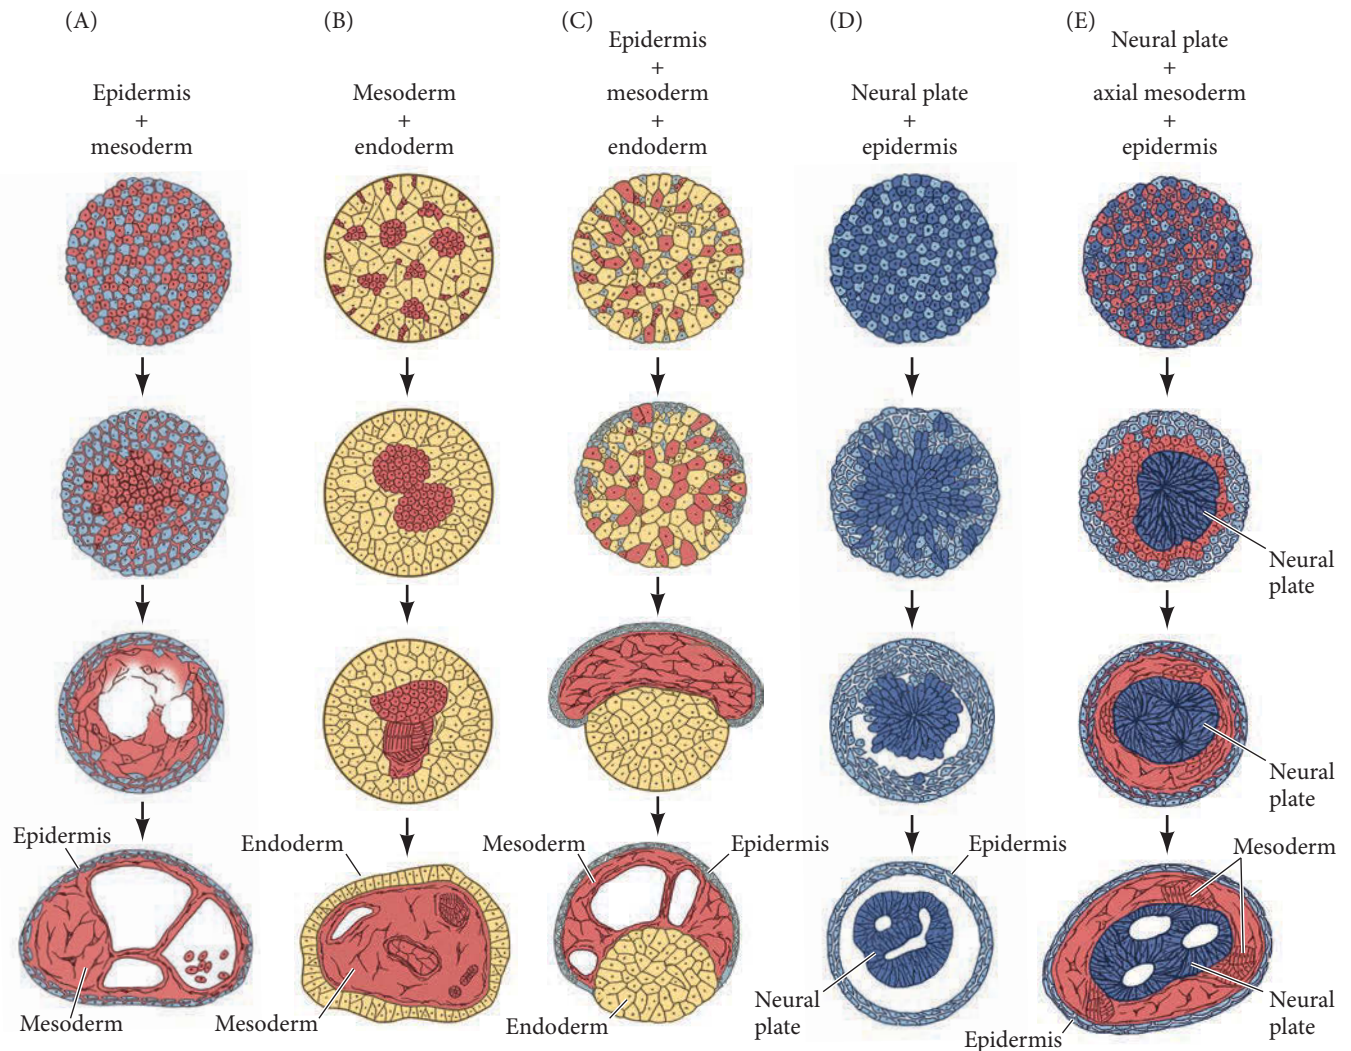 (A)
Epidermis
+
mesoderm
(B)
Mesoderm
+
endoderm
(C)
Epidermis
+
mesoderm
+
endoderm
(D)
Neural plate
+
epidermis
(E)
Neural plate
+
axial mesoderm
+
epidermis
Neural
plate
Neural
plate
Epidermis
Mesoderm
Endoderm
Mesoderm
Mesoderm
Epidermis
Endoderm
Epidermis
Neural
plate
Mesoderm
Neural
plate
Epidermis